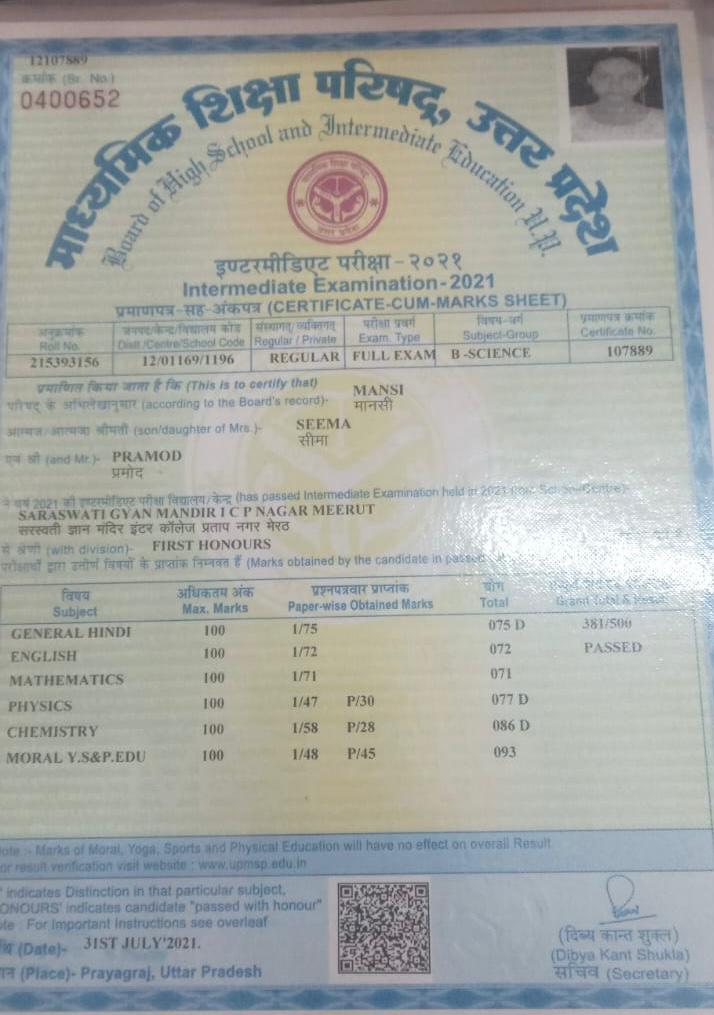 12107889
क्रमांक (Sr. No.)
0400652
माध्यमिक शिक्षा परिषद्, उत्तर प्रदेश
Board of High School and Intermediate Education U.P.
इण्टरमीडिएट परीक्षा - २०२१
Intermediate Examination - 2021
प्रमाणपत्र-सह-अंकपत्र (CERTIFICATE-CUM-MARKS SHEET)
अनुक्रमांक जनपद/केन्द्र/विद्यालय कोड संस्थागत/व्यक्तिगत परीक्षा प्रवर्ग विषय-वर्ग प्रमाणपत्र क्रमांक
Roll No. Distt./Centre/School Code Regular / Private Exam. Type Subject-Group Certificate No.
215393156 12/01169/1196 REGULAR FULL EXAM B -SCIENCE 107889
प्रमाणित किया जाता है कि (This is to certify that) MANSI
परिषद् के अभिलेखानुसार (according to the Board's record)- मानसी
आत्मज/आत्मजा श्रीमती (son/daughter of Mrs.)- SEEMA
सीमा
एवं श्री (and Mr.)- PRAMOD
प्रमोद
ने वर्ष 2021 की इण्टरमीडिएट परीक्षा विद्यालय/केन्द्र (has passed Intermediate Examination held in 2021 from School/Centre)-
SARASWATI GYAN MANDIR I C P NAGAR MEERUT
सरस्वती ज्ञान मंदिर इंटर कॉलेज प्रताप नगर मेरठ
से श्रेणी (with division)- FIRST HONOURS
परीक्षार्थी द्वारा उत्तीर्ण विषयों के प्राप्तांक निम्नवत हैं (Marks obtained by the candidate in passed
विषय अधिकतम अंक प्रश्नपत्रवार प्राप्तांक योग
Subject Max. Marks Paper-wise Obtained Marks Total Grand Total & Result
GENERAL HINDI 100 1/75 075 D 381/500
ENGLISH 100 1/72 072 PASSED
MATHEMATICS 100 1/71 071
PHYSICS 100 1/47 P/30 077 D
CHEMISTRY 100 1/58 P/28 086 D
MORAL Y.S&P.EDU 100 1/48 P/45 093
ote :- Marks of Moral, Yoga, Sports and Physical Education will have no effect on overall Result
or result verification visit website : www.upmsp.edu.in
' indicates Distinction in that particular subject,
ONOURS' indicates candidate "passed with honour"
ote : For Important Instructions see overleaf
(Date)- 31ST JULY'2021.
(Place)- Prayagraj, Uttar Pradesh
(दिब्य कान्त शुक्ल)
(Dibya Kant Shukla)
सचिव (Secretary)